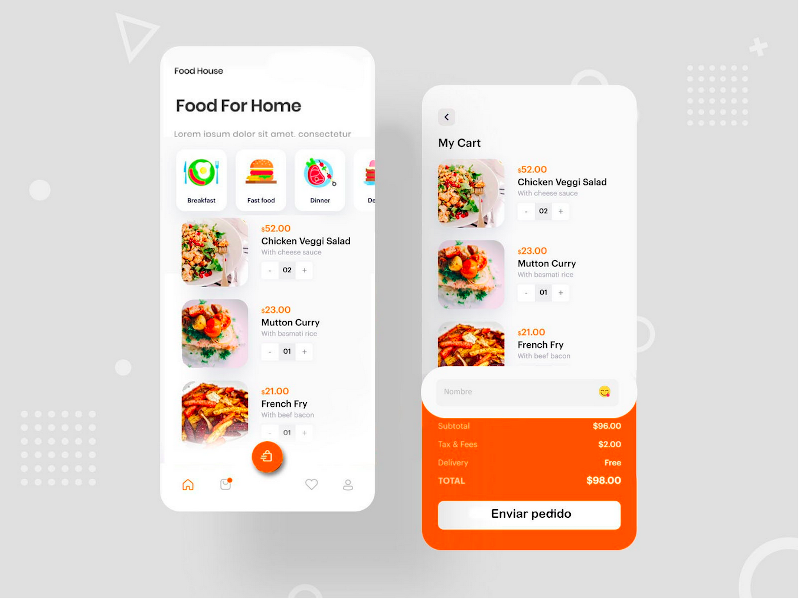 Food House
Food For Home
Lorem iosum dolor sit amot. consectetur
Breakfast
Fast food
Dinner
De
$52.00
Chicken Veggi Salad
With cheese sauce
- 02 +
$23.00
Mutton Curry
With basmati rice
- 01 +
$21.00
French Fry
With beef bacon
- 01 +
My Cart
$52.00
Chicken Veggi Salad
With cheese sauce
- 02 +
$23.00
Mutton Curry
With basmati rice
- 01 +
$21.00
French Fry
With beef bacon
Nombre
Subtotal $96.00
Tax & Fees $2.00
Delivery Free
TOTAL $98.00
Enviar pedido